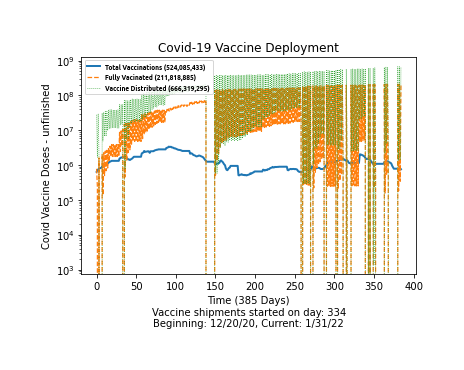 Covid-19 Vaccine Deployment
Total Vaccinations (524,085,433)
Fully Vacinated (211,818,885)
Vaccine Distributed (666,319,295)
Covid Vaccine Doses - unfinished
10⁹
10⁸
10⁷
10⁶
10⁵
10⁴
10³
0 50 100 150 200 250 300 350 400
Time (385 Days)
Vaccine shipments started on day: 334
Beginning: 12/20/20, Current: 1/31/22